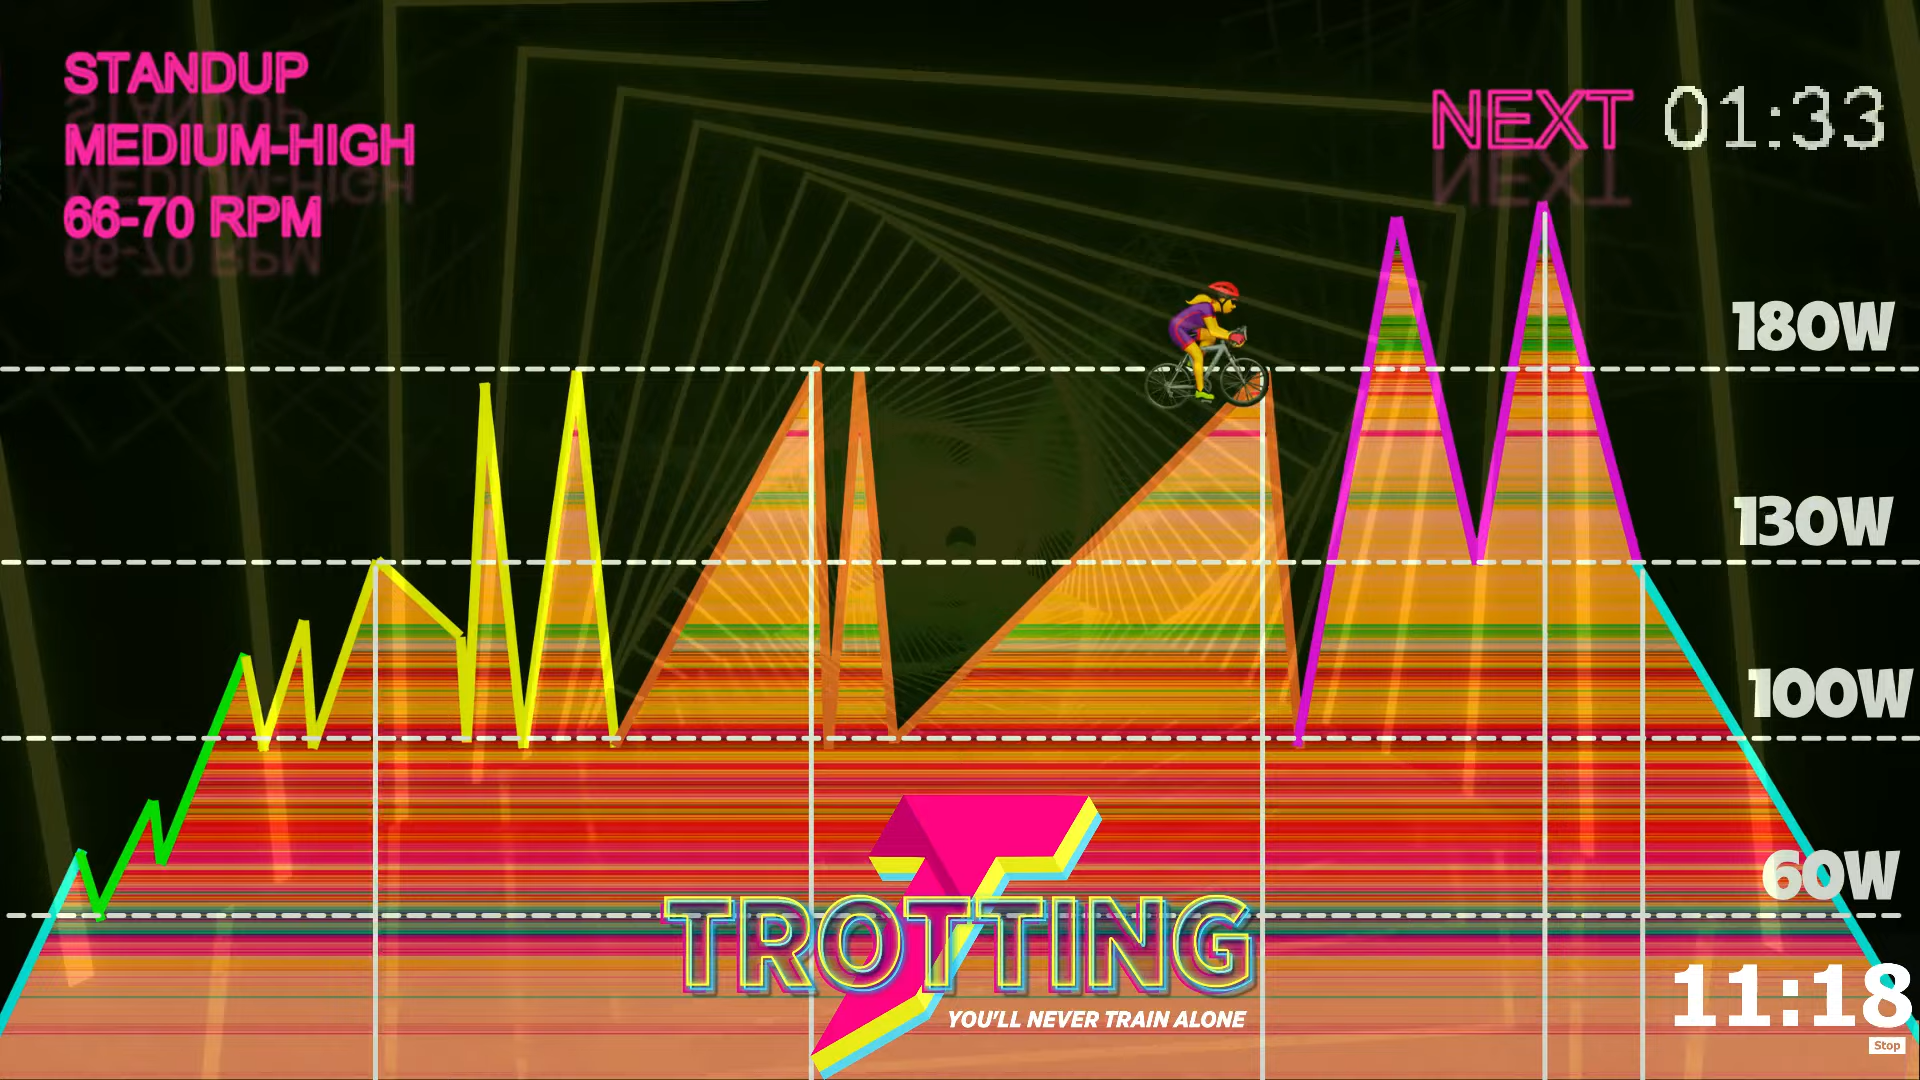 STANDUP
MEDIUM-HIGH
66-70 RPM
NEXT 01:33
180W
130W
100W
60W
TROTTING
YOU'LL NEVER TRAIN ALONE
11:18
Stop